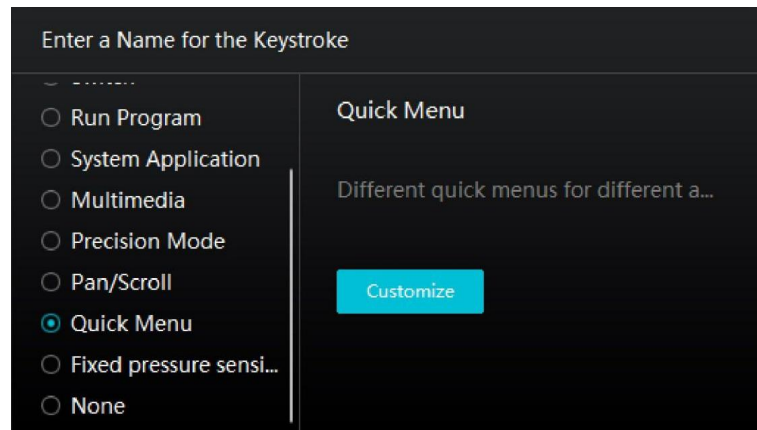 Enter a Name for the Keystroke
Run Program
System Application
Multimedia
Precision Mode
Pan/Scroll
Quick Menu
Fixed pressure sensi...
None
Quick Menu
Different quick menus for different a...
Customize